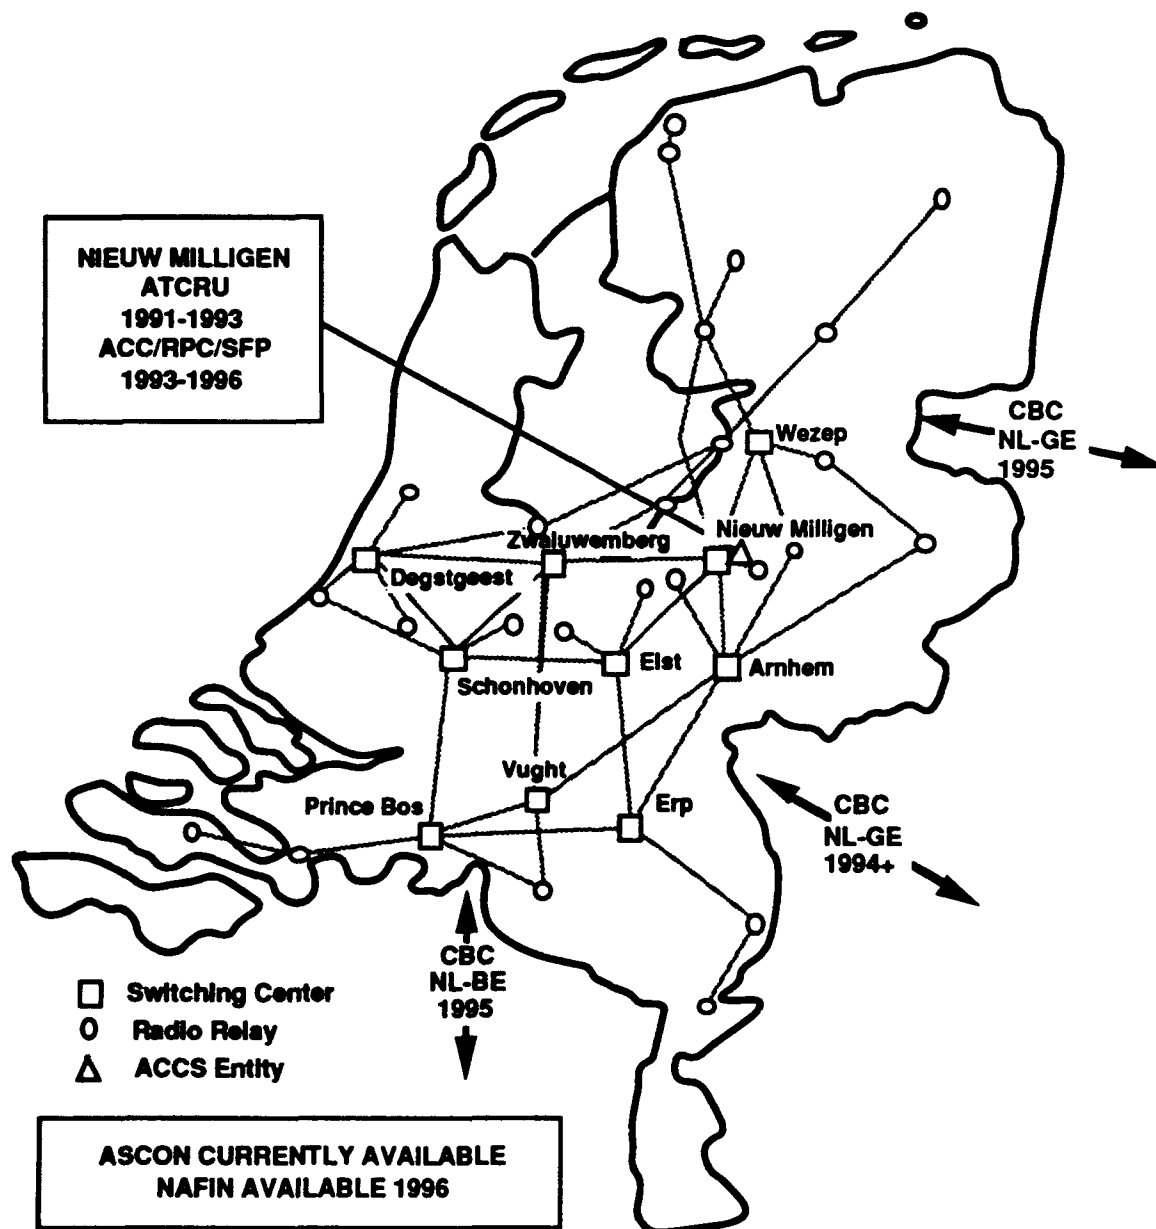 NIEUW MILLIGEN
ATCRU
1991-1993
ACC/RPC/SFP
1993-1996
CBC
NL-GE
1995
Wezep
Nieuw Milligen
Zwaluwemberg
Degstgeest
Elst
Arnhem
Schonhoven
Vught
Erp
Prince Bos
CBC
NL-GE
1994+
CBC
NL-BE
1995
Switching Center
Radio Relay
ACCS Entity
ASCON CURRENTLY AVAILABLE
NAFIN AVAILABLE 1996